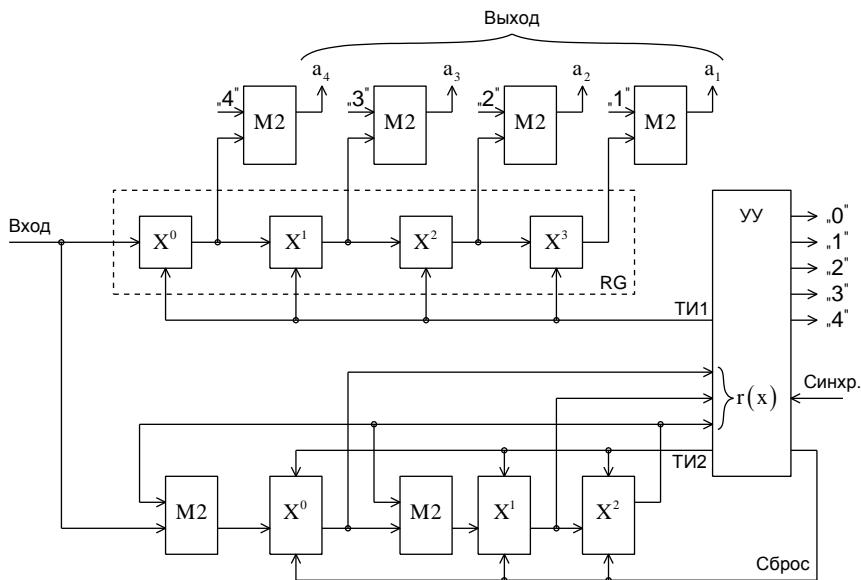 Выход
a₄ a₃ a₂ a₁
„4" „3" „2" „1"
M2 M2 M2 M2
Вход
X⁰ X¹ X² X³
RG
УУ
„0"
„1"
„2"
„3"
„4"
ТИ1
Синхр.
r(x)
ТИ2
M2 X⁰ M2 X¹ X²
Сброс